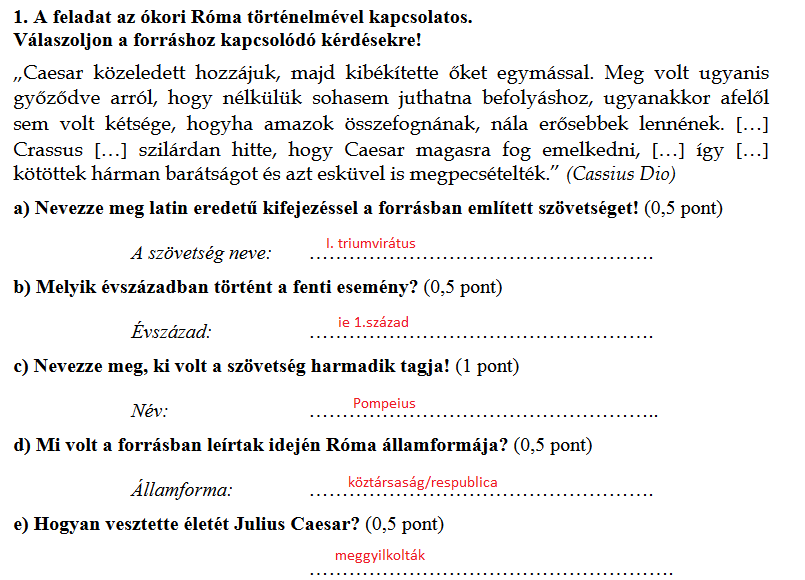 1. A feladat az ókori Róma történelmével kapcsolatos.
Válaszoljon a forráshoz kapcsolódó kérdésekre!
„Caesar közeledett hozzájuk, majd kibékítette őket egymással. Meg volt ugyanis
győződve arról, hogy nélkülük sohasem juthatna befolyáshoz, ugyanakkor afelől
sem volt kétsége, hogyha amazok összefognának, nála erősebbek lennének. […]
Crassus […] szilárdan hitte, hogy Caesar magasra fog emelkedni, […] így […]
kötöttek hárman barátságot és azt esküvel is megpecsételték.” (Cassius Dio)
a) Nevezze meg latin eredetű kifejezéssel a forrásban említett szövetséget! (0,5 pont)
A szövetség neve: I. triumvirátus
b) Melyik évszázadban történt a fenti esemény? (0,5 pont)
Évszázad: ie 1.század
c) Nevezze meg, ki volt a szövetség harmadik tagja! (1 pont)
Név: Pompeius
d) Mi volt a forrásban leírtak idején Róma államformája? (0,5 pont)
Államforma: köztársaság/respublica
e) Hogyan vesztette életét Julius Caesar? (0,5 pont)
meggyilkolták